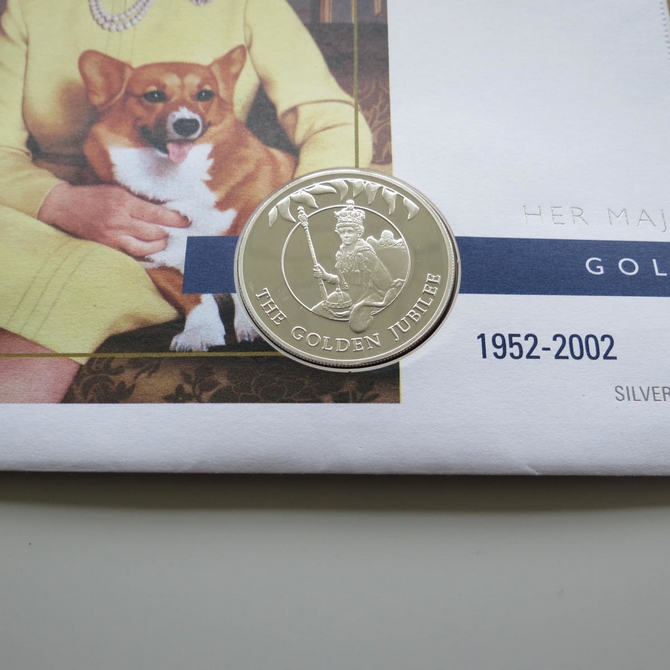 HER MAJ
GOL
THE GOLDEN JUBILEE
1952-2002
SILVER